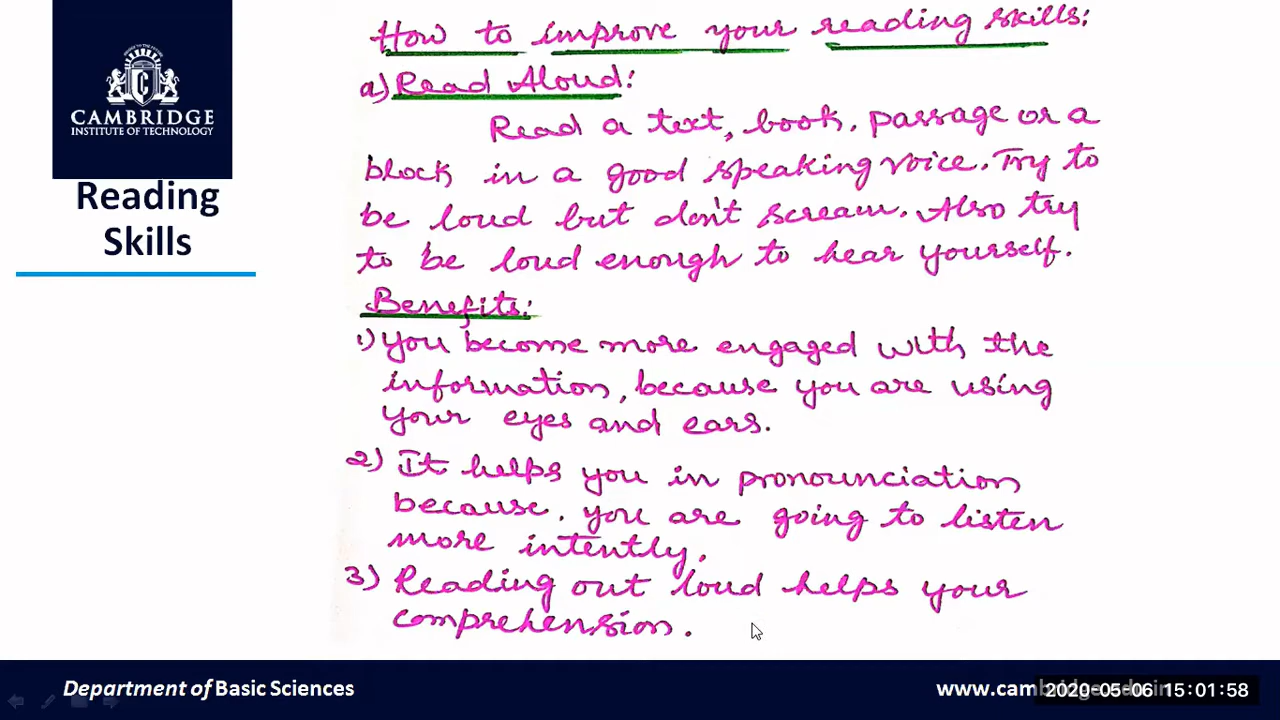 CAMBRIDGE
INSTITUTE OF TECHNOLOGY
Reading
Skills
How to improve your reading skills:
a) Read Aloud:
Read a text, book, passage or a
block in a good speaking voice. Try to
be loud but don't scream. Also try
to be loud enough to hear yourself.
Benefits:
1) You become more engaged with the
information, because you are using
your eyes and ears.
2) It helps you in pronounciation
because, you are going to listen
more intently.
3) Reading out loud helps your
comprehension.
Department of Basic Sciences
www.cam
2020-05-06 15:01:58